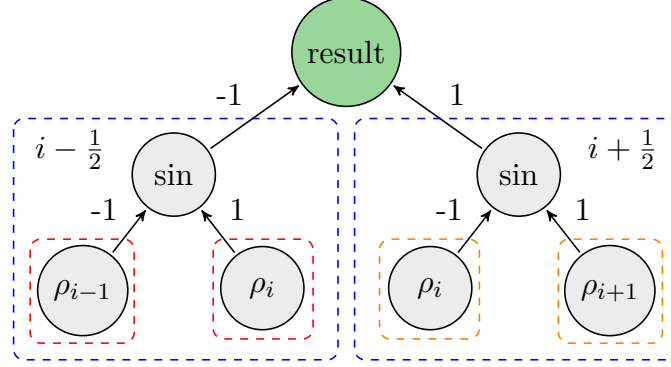 result
-1 1
i − 1/2 i + 1/2
sin sin
-1 1 -1 1
ρ_{i−1} ρ_i ρ_i ρ_{i+1}